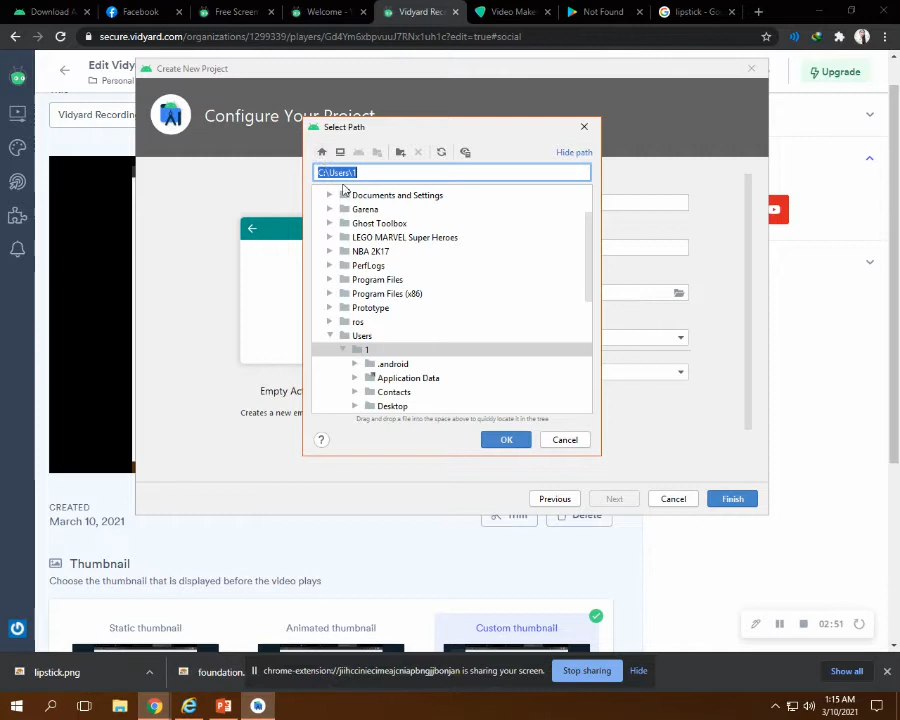 Download A
Facebook
Free Screen
Welcome - V
Vidyard Rec
Video Make
Not Found
lipstick - Go
secure.vidyard.com/organizations/1299339/players/Gd4Ym6xbpvuuJ7RNx1uh1c?edit=true#social
Edit Vidy
Personal
Upgrade
Vidyard Recording
Create New Project
Configure Your Project
Select Path
Hide path
C:\Users\1
Documents and Settings
Garena
Ghost Toolbox
LEGO MARVEL Super Heroes
NBA 2K17
PerfLogs
Program Files
Program Files (x86)
Prototype
ros
Users
1
.android
Application Data
Contacts
Desktop
Drag and drop a file into the space above to quickly locate it in the tree
?
OK
Cancel
Empty Act
Creates a new em
Previous
Next
Cancel
Finish
CREATED
March 10, 2021
Trim
Delete
Thumbnail
Choose the thumbnail that is displayed before the video plays
Static thumbnail
Animated thumbnail
Custom thumbnail
02:51
lipstick.png
foundation.
chrome-extension://jiihcciniecimeajcniapbngjjbonjan is sharing your screen.
Stop sharing
Hide
Show all
1:15 AM
3/10/2021